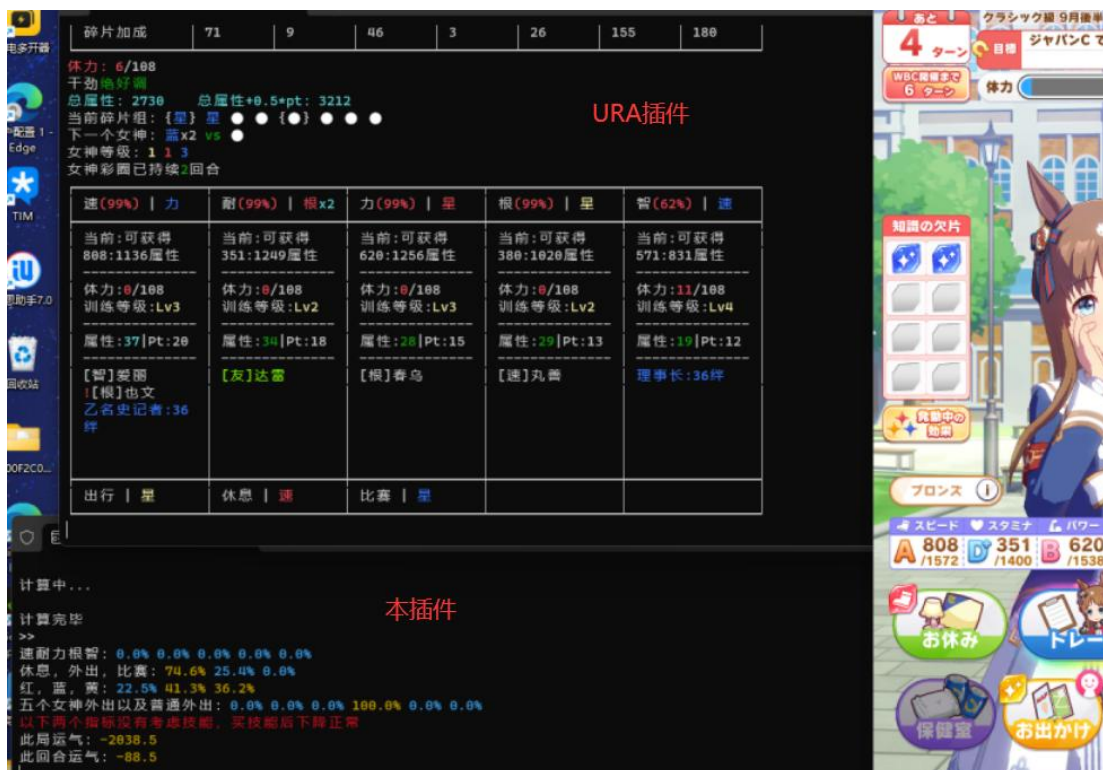 碎片加成 71 9 46 3 26 155 180
体力: 6/108
干劲绝好调
总属性: 2730 总属性+0.5*pt: 3212
当前碎片组: {星} 星 ● ● {●} ● ● ●
下一个女神: 蓝x2 vs ●
女神等级: 1 1 3
女神彩圈已持续2回合
速(99%) | 力 耐(99%) | 根x2 力(99%) | 星 根(99%) | 星 智(62%) | 速
当前:可获得 当前:可获得 当前:可获得 当前:可获得 当前:可获得
808:1136属性 351:1249属性 620:1256属性 380:1020属性 571:831属性
体力:0/108 体力:0/108 体力:0/108 体力:0/108 体力:11/108
训练等级:Lv3 训练等级:Lv2 训练等级:Lv3 训练等级:Lv2 训练等级:Lv4
属性:37|Pt:20 属性:34|Pt:18 属性:28|Pt:15 属性:29|Pt:13 属性:19|Pt:12
[智]爱丽 [友]达雷 [根]春乌 [速]丸善 理事长:36绊
![根]也文
乙名史记者:36
绊
出行 | 星 休息 | 速 比赛 | 星
URA插件
计算中...
计算完毕
>>
速耐力根智: 0.0% 0.0% 0.0% 0.0% 0.0%
休息, 外出, 比赛: 74.6% 25.4% 0.0%
红, 蓝, 黄: 22.5% 41.3% 36.2%
五个女神外出以及普通外出: 0.0% 0.0% 0.0% 100.0% 0.0% 0.0%
以下两个指标没有考虑技能, 买技能后下降正常
此局运气: -2038.5
此回合运气: -88.5
本插件
电多开器
配置 1 -
Edge
TIM
思助手7.0
回收站
00F2C0...
あと
4 ターン
クラシック級 9月後半
目標
ジャパンC で
WBC開催まで
6 ターン
体力
知識の欠片
発動中の
効果
ブロンズ
スピード スタミナ パワー
A 808 /1572 D+ 351 /1400 B 620 /1538
お休み
トレー
保健室
お出かけ